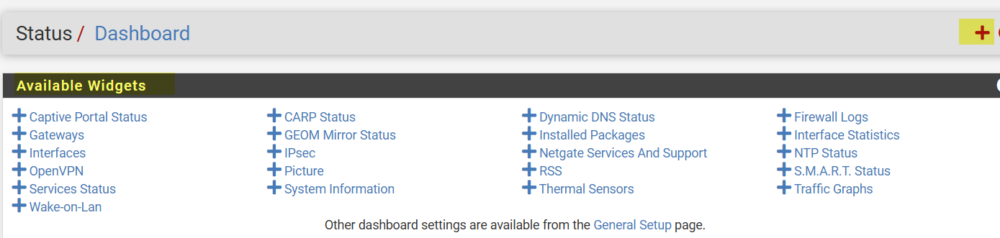 Status / Dashboard
Available Widgets
Captive Portal Status CARP Status Dynamic DNS Status Firewall Logs
Gateways GEOM Mirror Status Installed Packages Interface Statistics
Interfaces IPsec Netgate Services And Support NTP Status
OpenVPN Picture RSS S.M.A.R.T. Status
Services Status System Information Thermal Sensors Traffic Graphs
Wake-on-Lan
Other dashboard settings are available from the General Setup page.